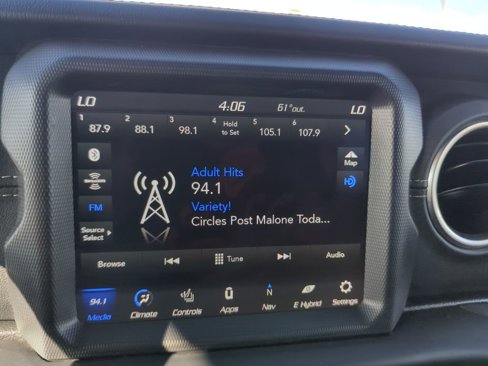 LO 4:06 61°out. LO
1 87.9 2 88.1 3 98.1 4 Hold to Set 5 105.1 6 107.9
Map
Adult Hits
94.1
HD
FM
Variety!
Circles Post Malone Toda...
Source Select
Browse Tune Audio
94.1 Media Climate Controls Apps N Nav E Hybrid Settings